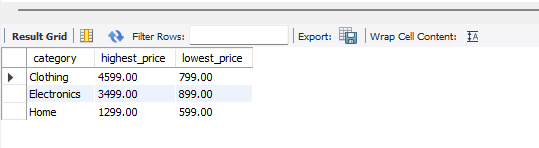 Result Grid Filter Rows: Export: Wrap Cell Content:
category highest_price lowest_price
Clothing 4599.00 799.00
Electronics 3499.00 899.00
Home 1299.00 599.00